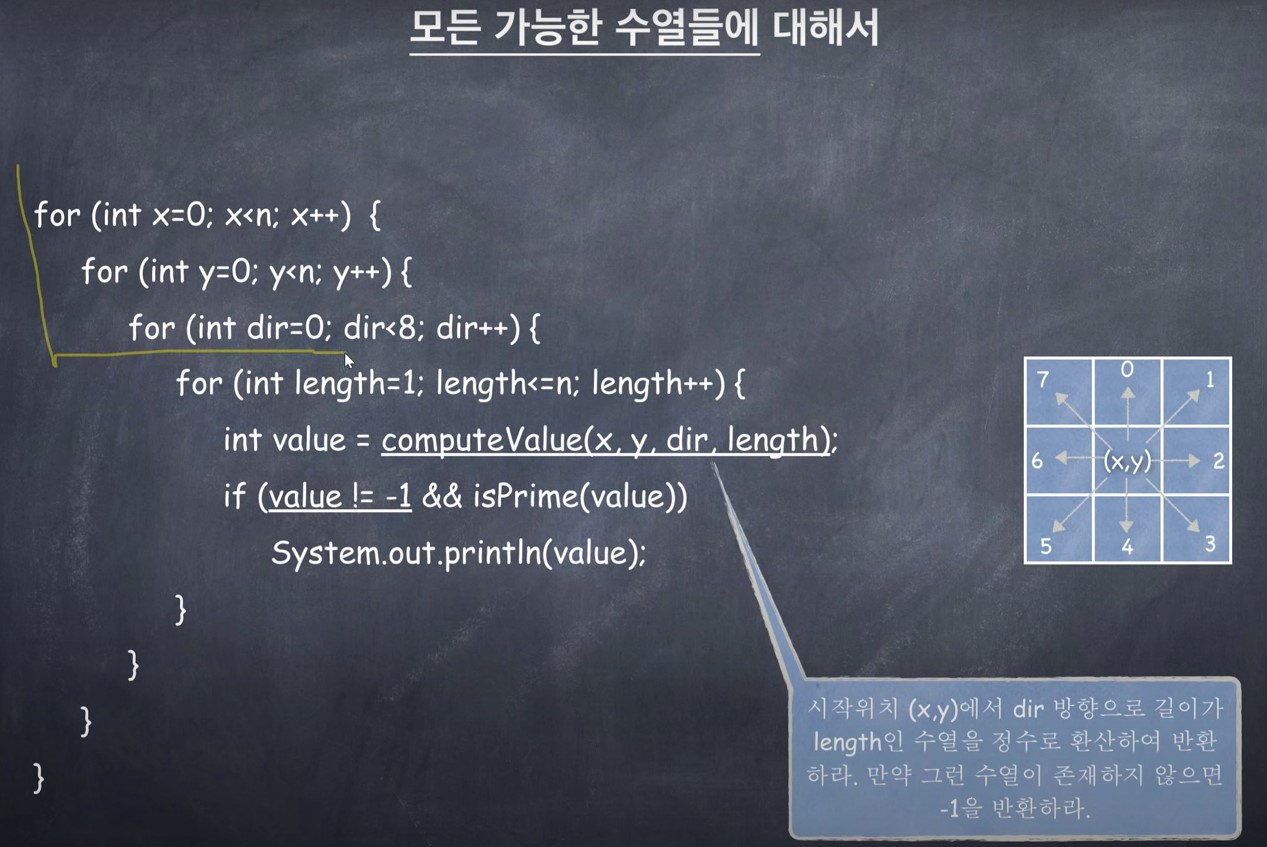 모든 가능한 수열들에 대해서
for (int x=0; x<n; x++) {
for (int y=0; y<n; y++) {
for (int dir=0; dir<8; dir++) {
for (int length=1; length<=n; length++) {
int value = computeValue(x, y, dir, length);
if (value != -1 && isPrime(value))
System.out.println(value);
}
}
}
}
7 0 1
6 (x,y) 2
5 4 3
시작위치 (x,y)에서 dir 방향으로 길이가
length인 수열을 정수로 환산하여 반환
하라. 만약 그런 수열이 존재하지 않으면
-1을 반환하라.